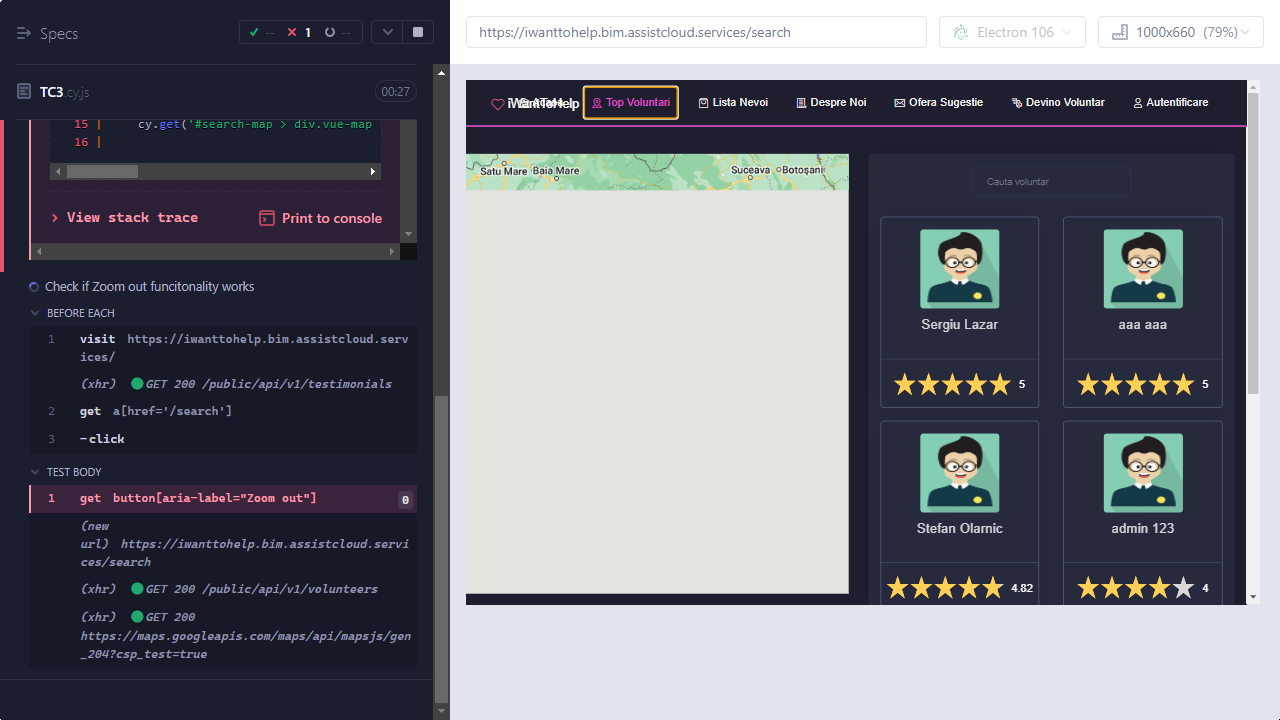 Specs
--
1
--
TC3.cy.js
00:27
15 | cy.get('#search-map > div.vue-map
16 |
> View stack trace
Print to console
Check if Zoom out funcitonality works
BEFORE EACH
1 visit https://iwanttohelp.bim.assistcloud.serv
ices/
(xhr) GET 200 /public/api/v1/testimonials
2 get a[href='/search']
3 -click
TEST BODY
1 get button[aria-label="Zoom out"] 0
(new
url) https://iwanttohelp.bim.assistcloud.servi
ces/search
(xhr) GET 200 /public/api/v1/volunteers
(xhr) GET 200
https://maps.googleapis.com/maps/api/mapsjs/gen
_204?csp_test=true
https://iwanttohelp.bim.assistcloud.services/search
Electron 106
1000x660 (79%)
iWantToHelp
Top Voluntari
Lista Nevoi
Despre Noi
Ofera Sugestie
Devino Voluntar
Autentificare
Satu Mare
Baia Mare
Suceava
Botoșani
Cauta voluntar
Sergiu Lazar
5
aaa aaa
5
Stefan Olarnic
4.82
admin 123
4